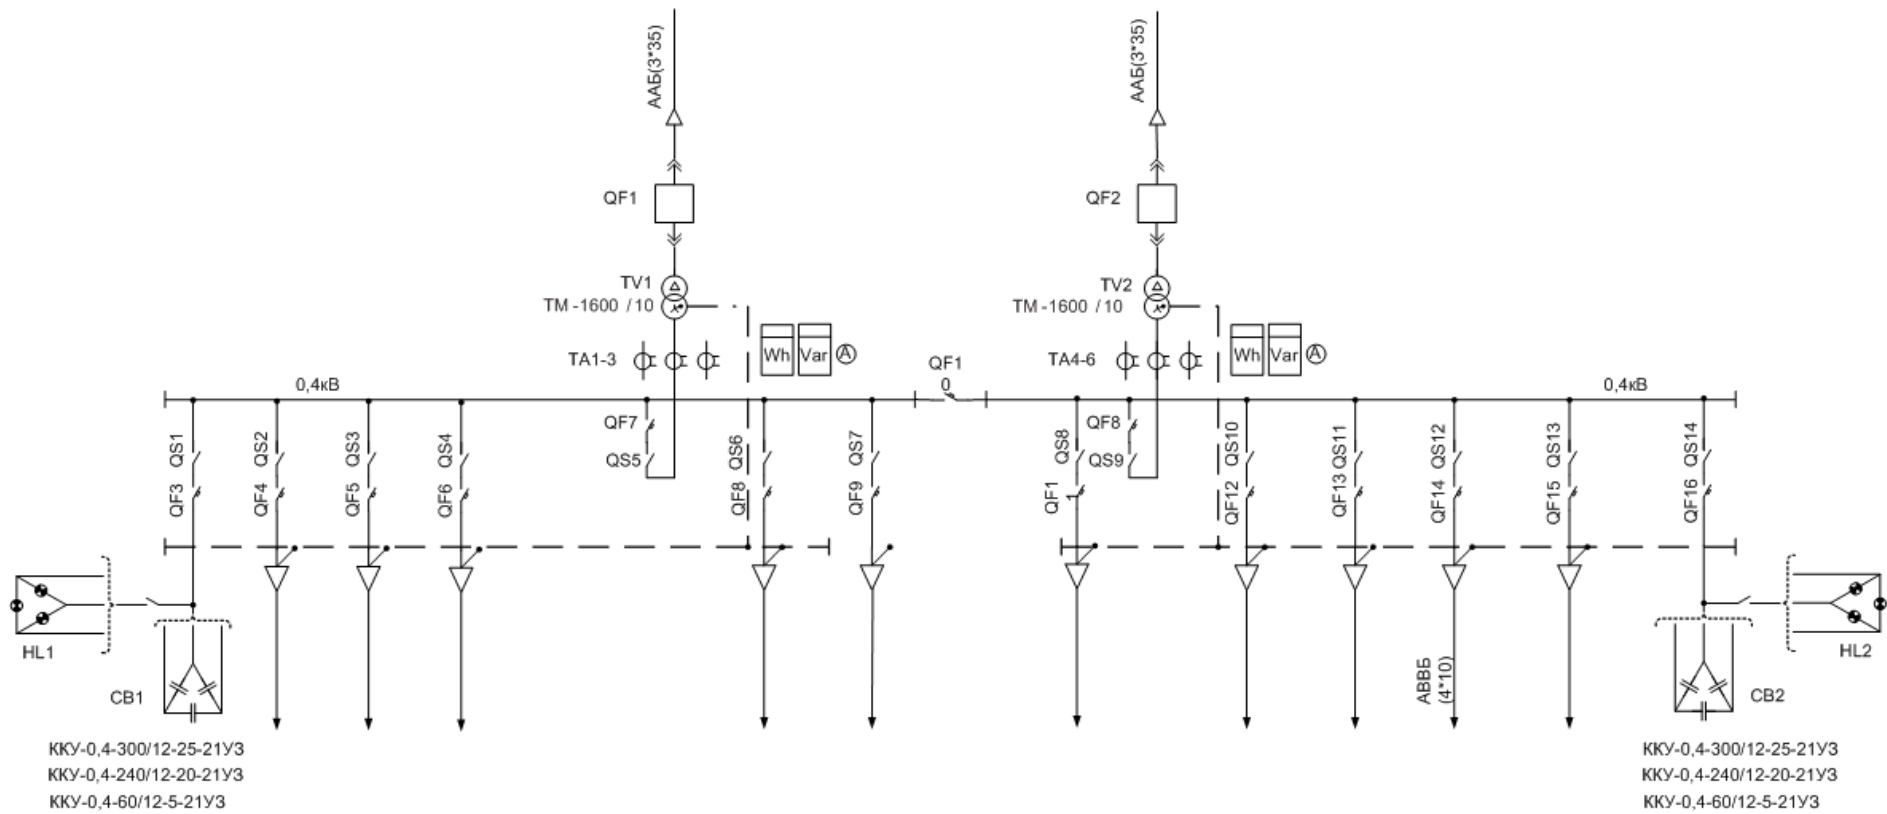 ААБ(3*35)
ААБ(3*35)
QF1
QF2
TV1
TV2
ТМ -1600 / 10
ТМ -1600 / 10
TA1-3
Wh
Var
A
TA4-6
Wh
Var
A
QF1
0
0,4кВ
0,4кВ
QF7
QF8
QS1
QS2
QS3
QS4
QS5
QS6
QS7
QS8
QS9
QS10
QS11
QS12
QS13
QS14
QF3
QF4
QF5
QF6
QF8
QF9
QF1
1
QF12
QF13
QF14
QF15
QF16
HL1
HL2
CB1
АВВБ
(4*10)
CB2
ККУ-0,4-300/12-25-21У3
ККУ-0,4-240/12-20-21У3
ККУ-0,4-60/12-5-21У3
ККУ-0,4-300/12-25-21У3
ККУ-0,4-240/12-20-21У3
ККУ-0,4-60/12-5-21У3